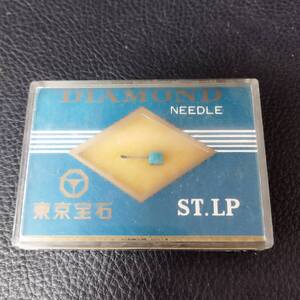 DIAMOND
NEEDLE
東京宝石
ST.LP